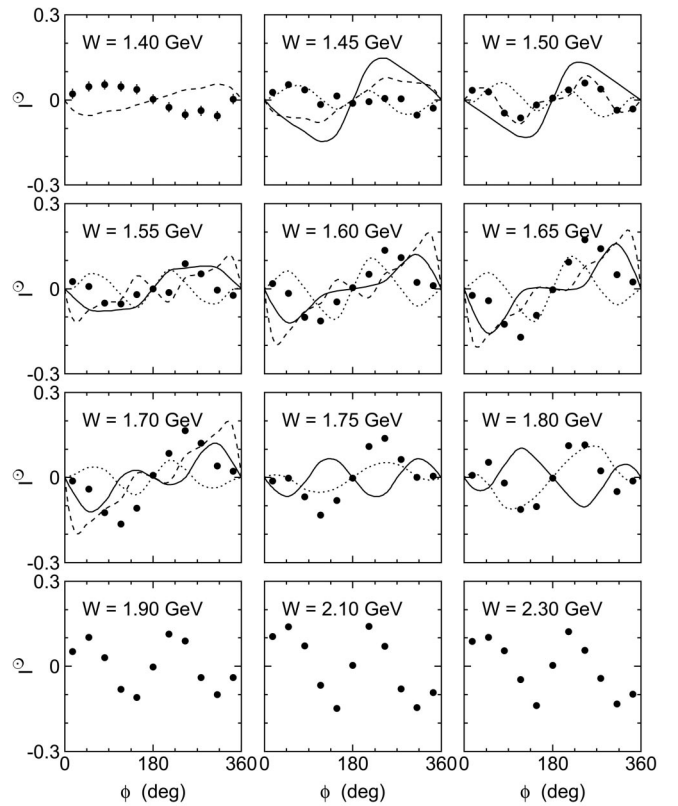 0.3
W = 1.40 GeV
W = 1.45 GeV
W = 1.50 GeV
I⊙
0
-0.3
0.3
W = 1.55 GeV
W = 1.60 GeV
W = 1.65 GeV
I⊙
0
-0.3
0.3
W = 1.70 GeV
W = 1.75 GeV
W = 1.80 GeV
I⊙
0
-0.3
0.3
W = 1.90 GeV
W = 2.10 GeV
W = 2.30 GeV
I⊙
0
-0.3
0 180 360 0 180 360 0 180 360
ϕ (deg) ϕ (deg) ϕ (deg)